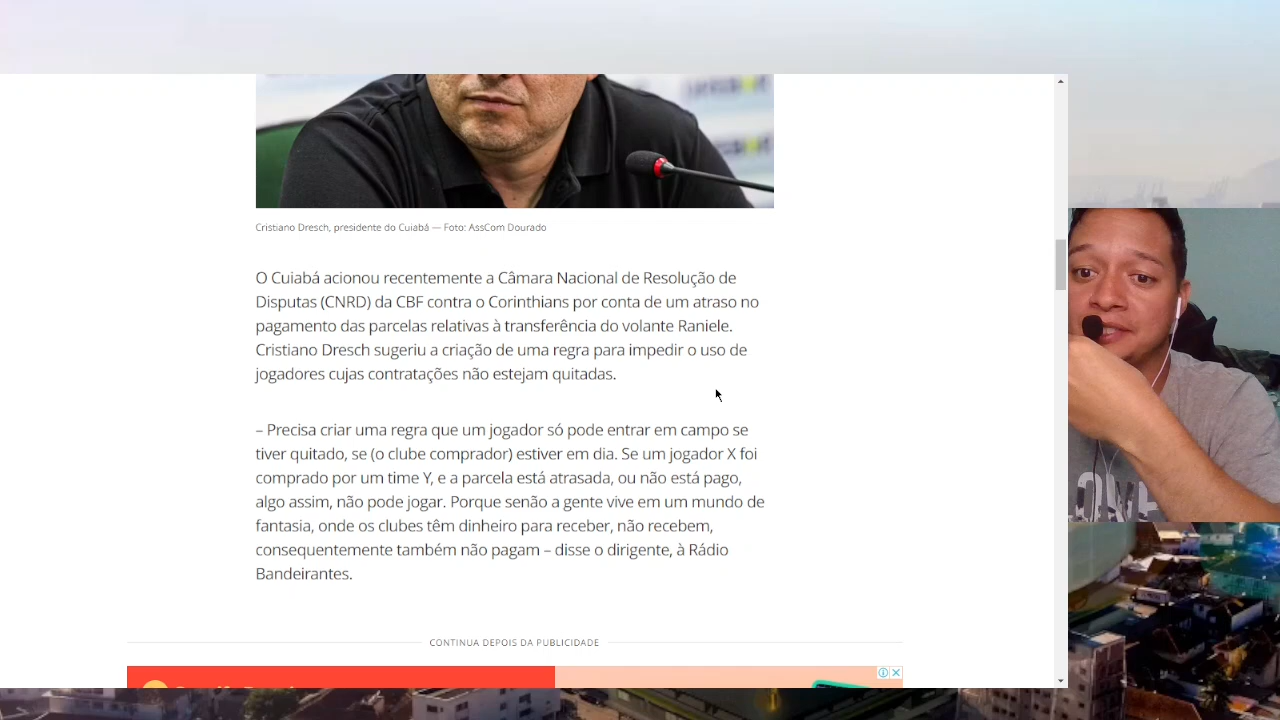 Cristiano Dresch, presidente do Cuiabá — Foto: AssCom Dourado
O Cuiabá acionou recentemente a Câmara Nacional de Resolução de
Disputas (CNRD) da CBF contra o Corinthians por conta de um atraso no
pagamento das parcelas relativas à transferência do volante Raniele.
Cristiano Dresch sugeriu a criação de uma regra para impedir o uso de
jogadores cujas contratações não estejam quitadas.
– Precisa criar uma regra que um jogador só pode entrar em campo se
tiver quitado, se (o clube comprador) estiver em dia. Se um jogador X foi
comprado por um time Y, e a parcela está atrasada, ou não está pago,
algo assim, não pode jogar. Porque senão a gente vive em um mundo de
fantasia, onde os clubes têm dinheiro para receber, não recebem,
consequentemente também não pagam – disse o dirigente, à Rádio
Bandeirantes.
CONTINUA DEPOIS DA PUBLICIDADE